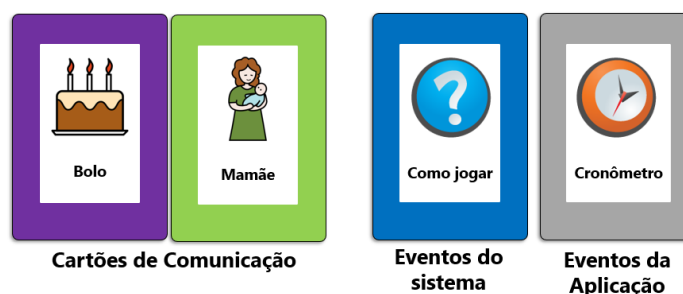 Bolo
Mamãe
Como jogar
Cronômetro
Cartões de Comunicação
Eventos do
sistema
Eventos da
Aplicação